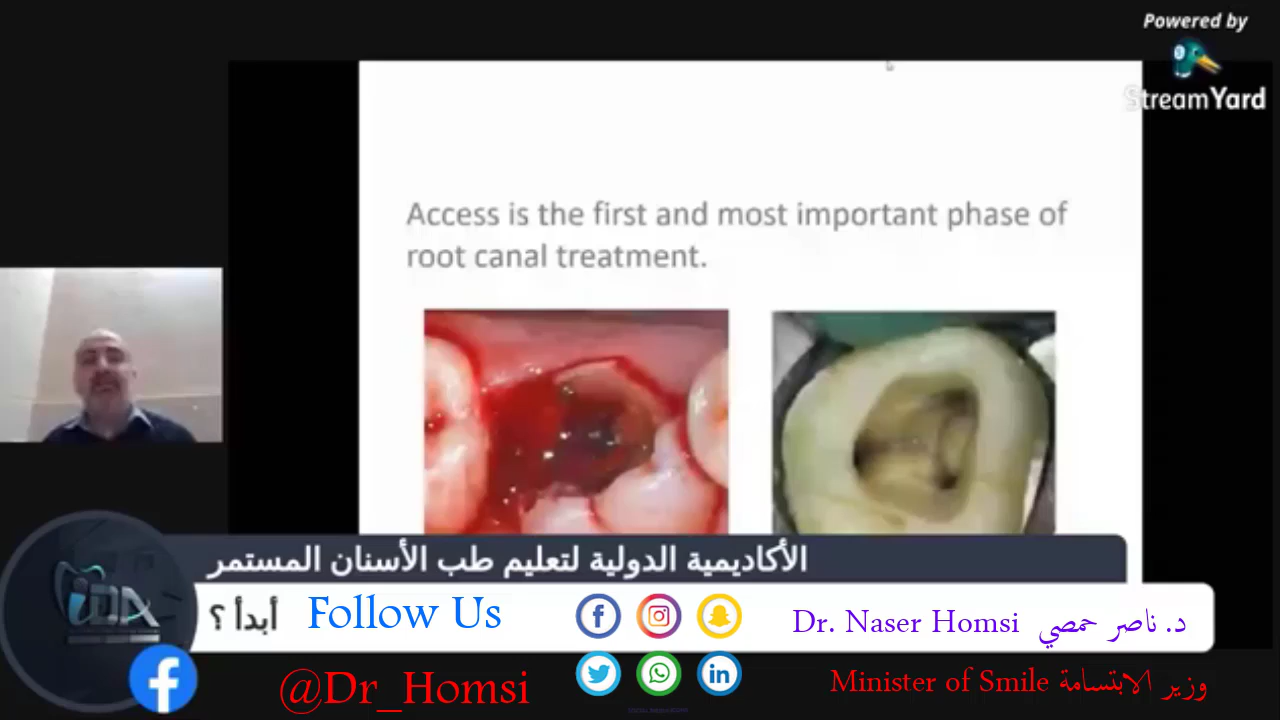 Powered by
StreamYard
Access is the first and most important phase of
root canal treatment.
الأكاديمية الدولية لتعليم طب الأسنان المستمر
أبدأ ؟
Follow Us
Dr. Naser Homsi د. ناصر حمصي
iDA
@Dr_Homsi
Minister of Smile وزير الابتسامة